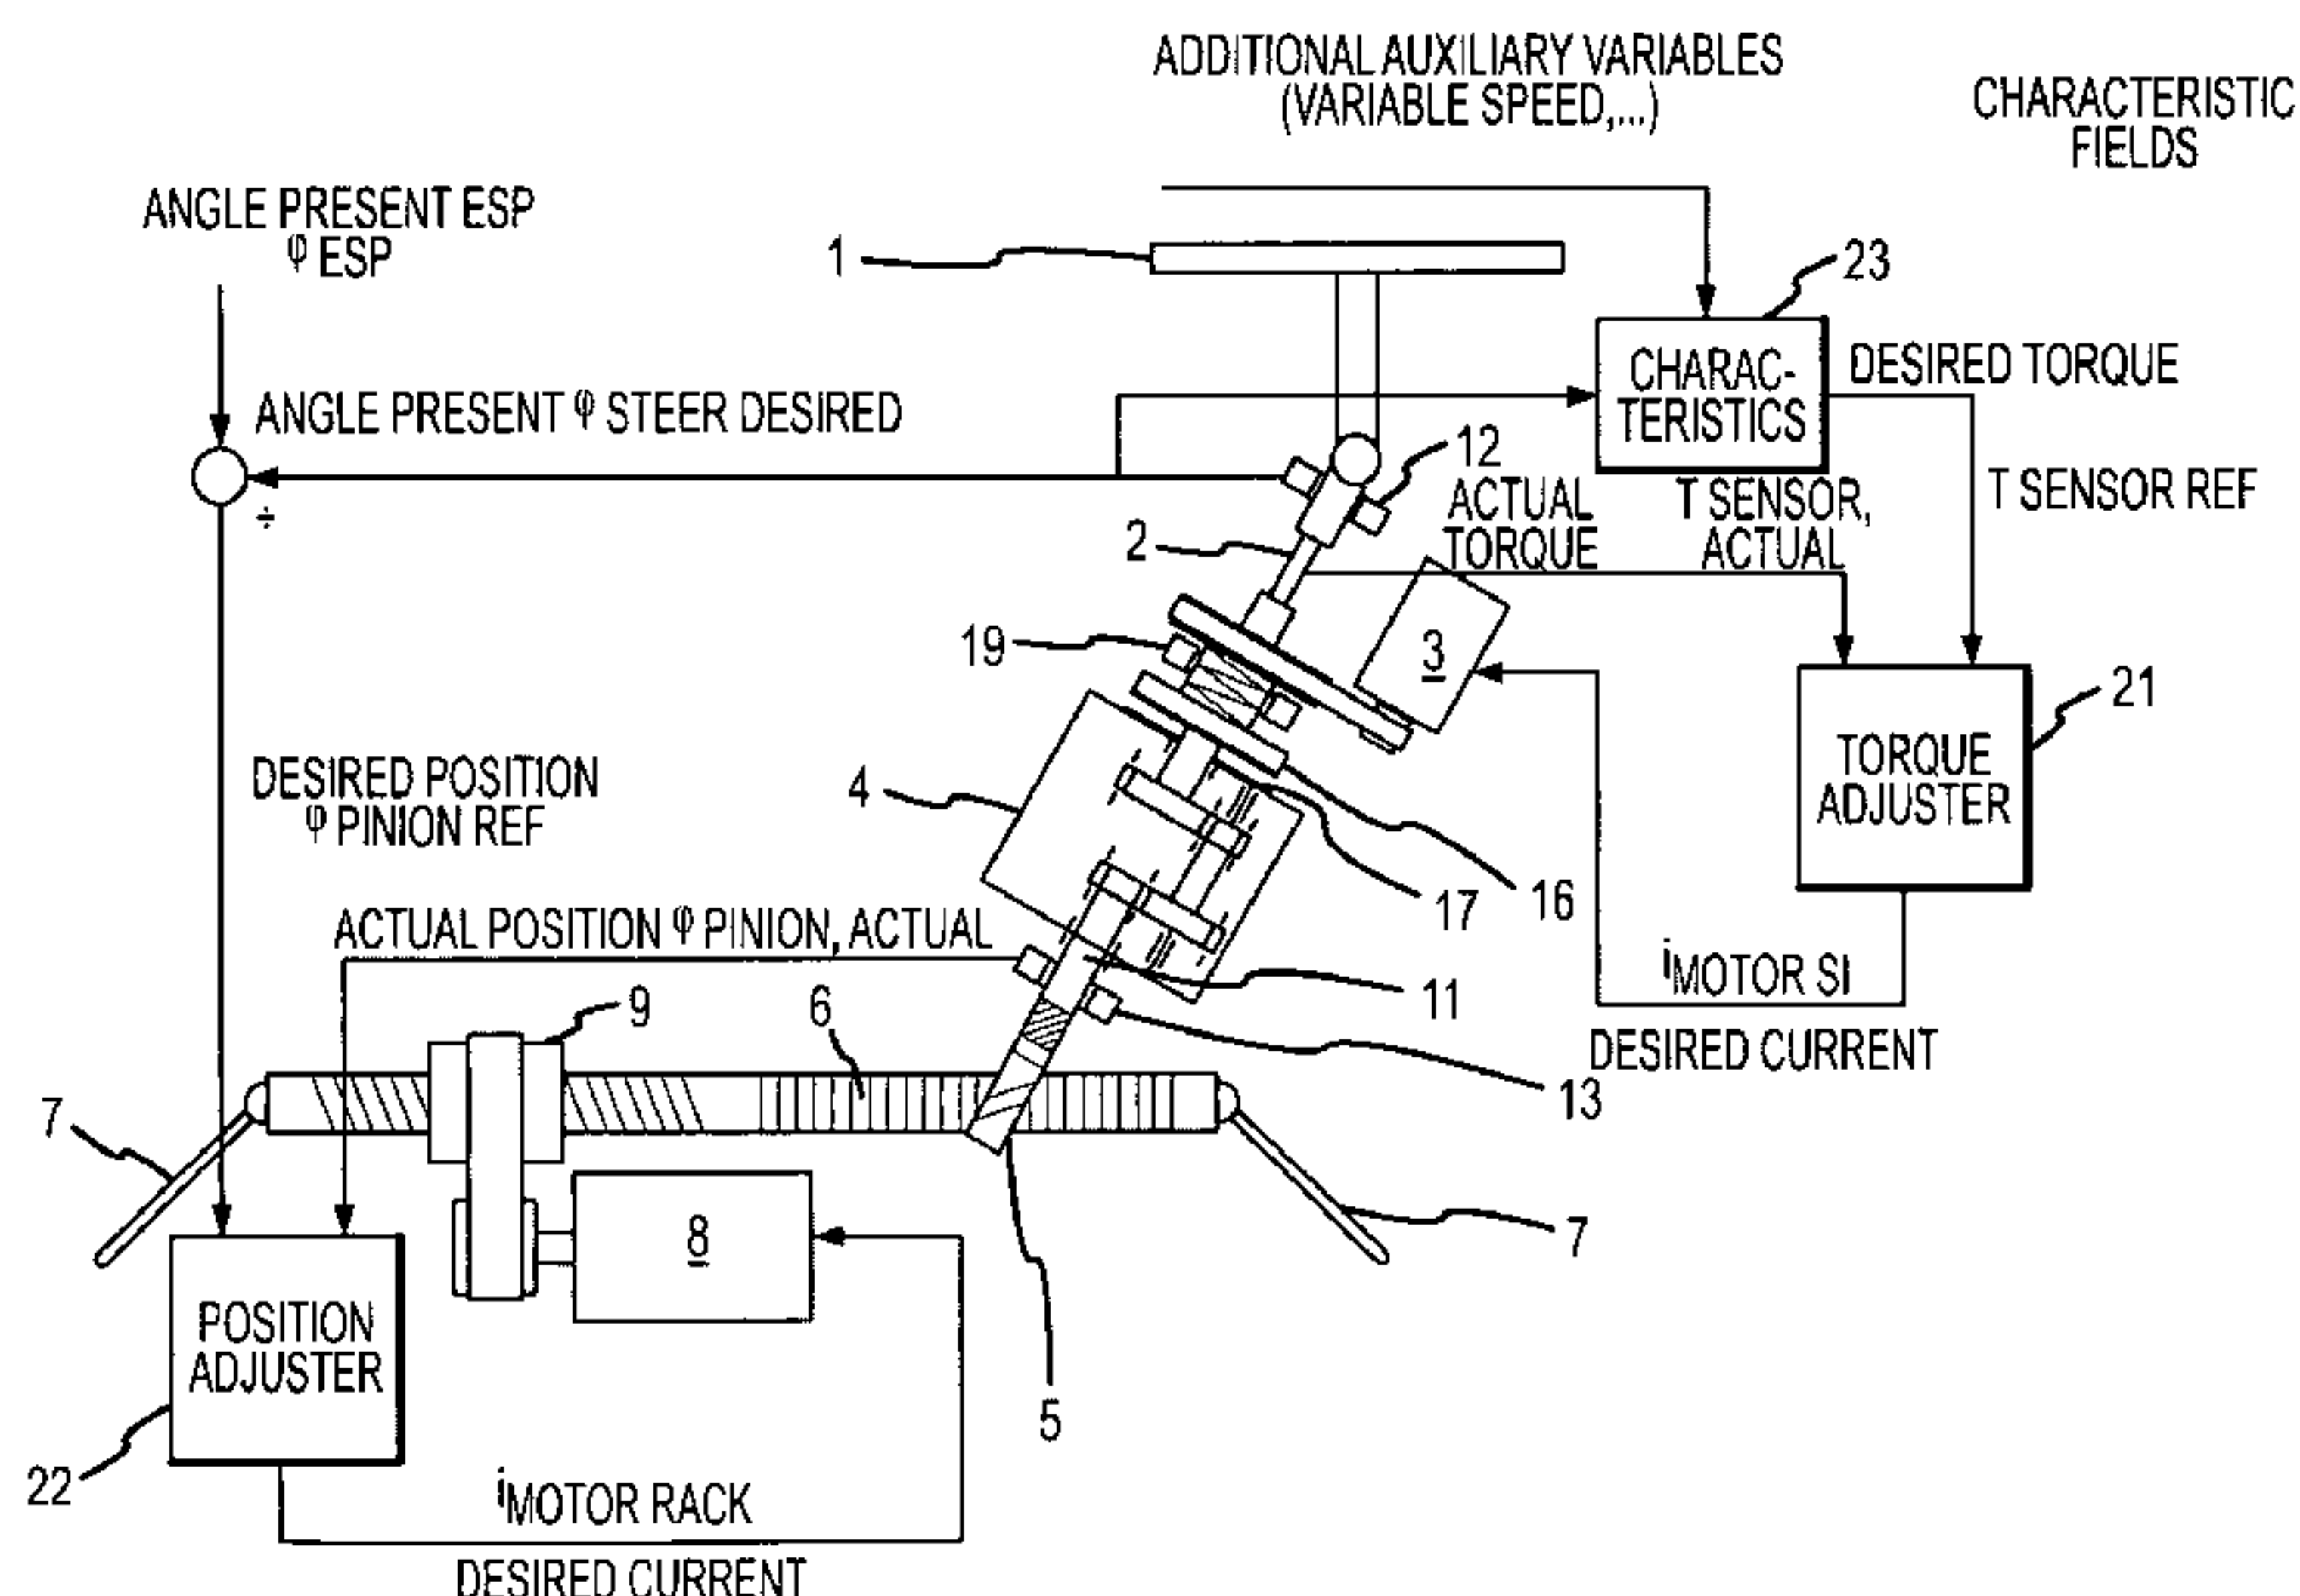 ADDITIONAL AUXILIARY VARIABLES
(VARIABLE SPEED,...)
CHARACTERISTIC
FIELDS
ANGLE PRESENT ESP
φ ESP
1
23
CHARAC-
TERISTICS
DESIRED TORQUE
ANGLE PRESENT φ STEER DESIRED
÷
12
ACTUAL
TORQUE
T SENSOR,
ACTUAL
T SENSOR REF
2
19
3
21
TORQUE
ADJUSTER
DESIRED POSITION
φ PINION REF
4
16
17
ACTUAL POSITION φ PINION, ACTUAL
11
iMOTOR SI
DESIRED CURRENT
9
6
13
7
7
8
5
POSITION
ADJUSTER
22
iMOTOR RACK
DESIRED CURRENT